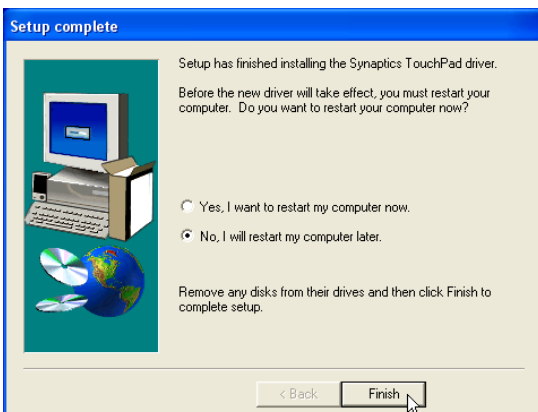 Setup complete
Setup has finished installing the Synaptics TouchPad driver.
Before the new driver will take effect, you must restart your
computer. Do you want to restart your computer now?
Yes, I want to restart my computer now.
No, I will restart my computer later.
Remove any disks from their drives and then click Finish to
complete setup.
< Back
Finish